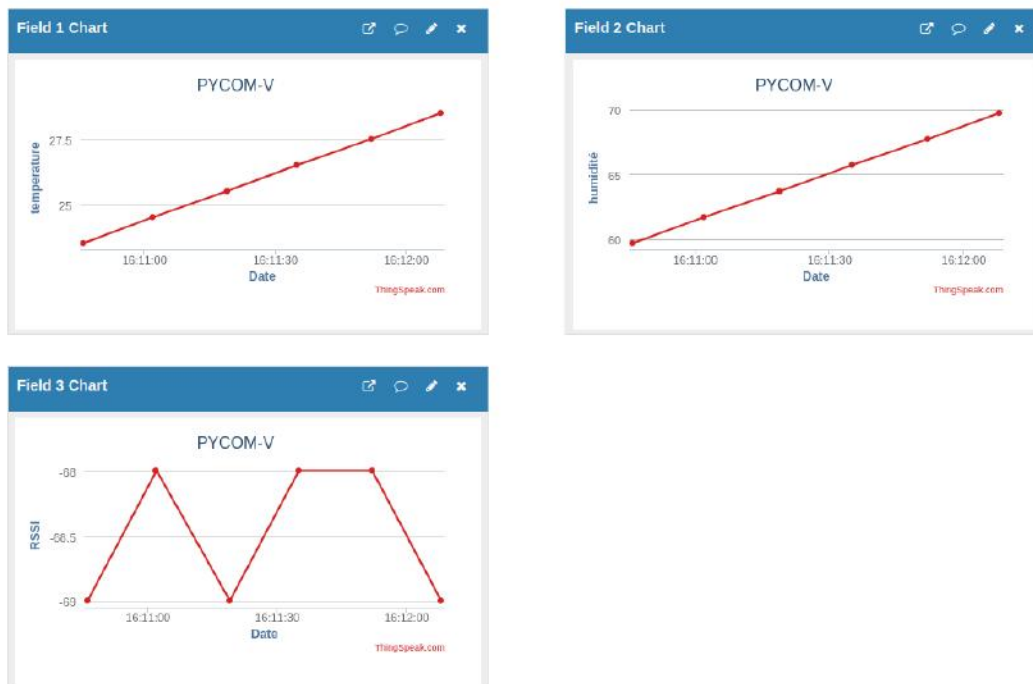 Field 1 Chart
PYCOM-V
27.5
25
temperature
16:11:00 16:11:30 16:12:00
Date
ThingSpeak.com
Field 2 Chart
PYCOM-V
70
65
60
humidité
16:11:00 16:11:30 16:12:00
Date
ThingSpeak.com
Field 3 Chart
PYCOM-V
-68
-68.5
-69
RSSI
16:11:00 16:11:30 16:12:00
Date
ThingSpeak.com